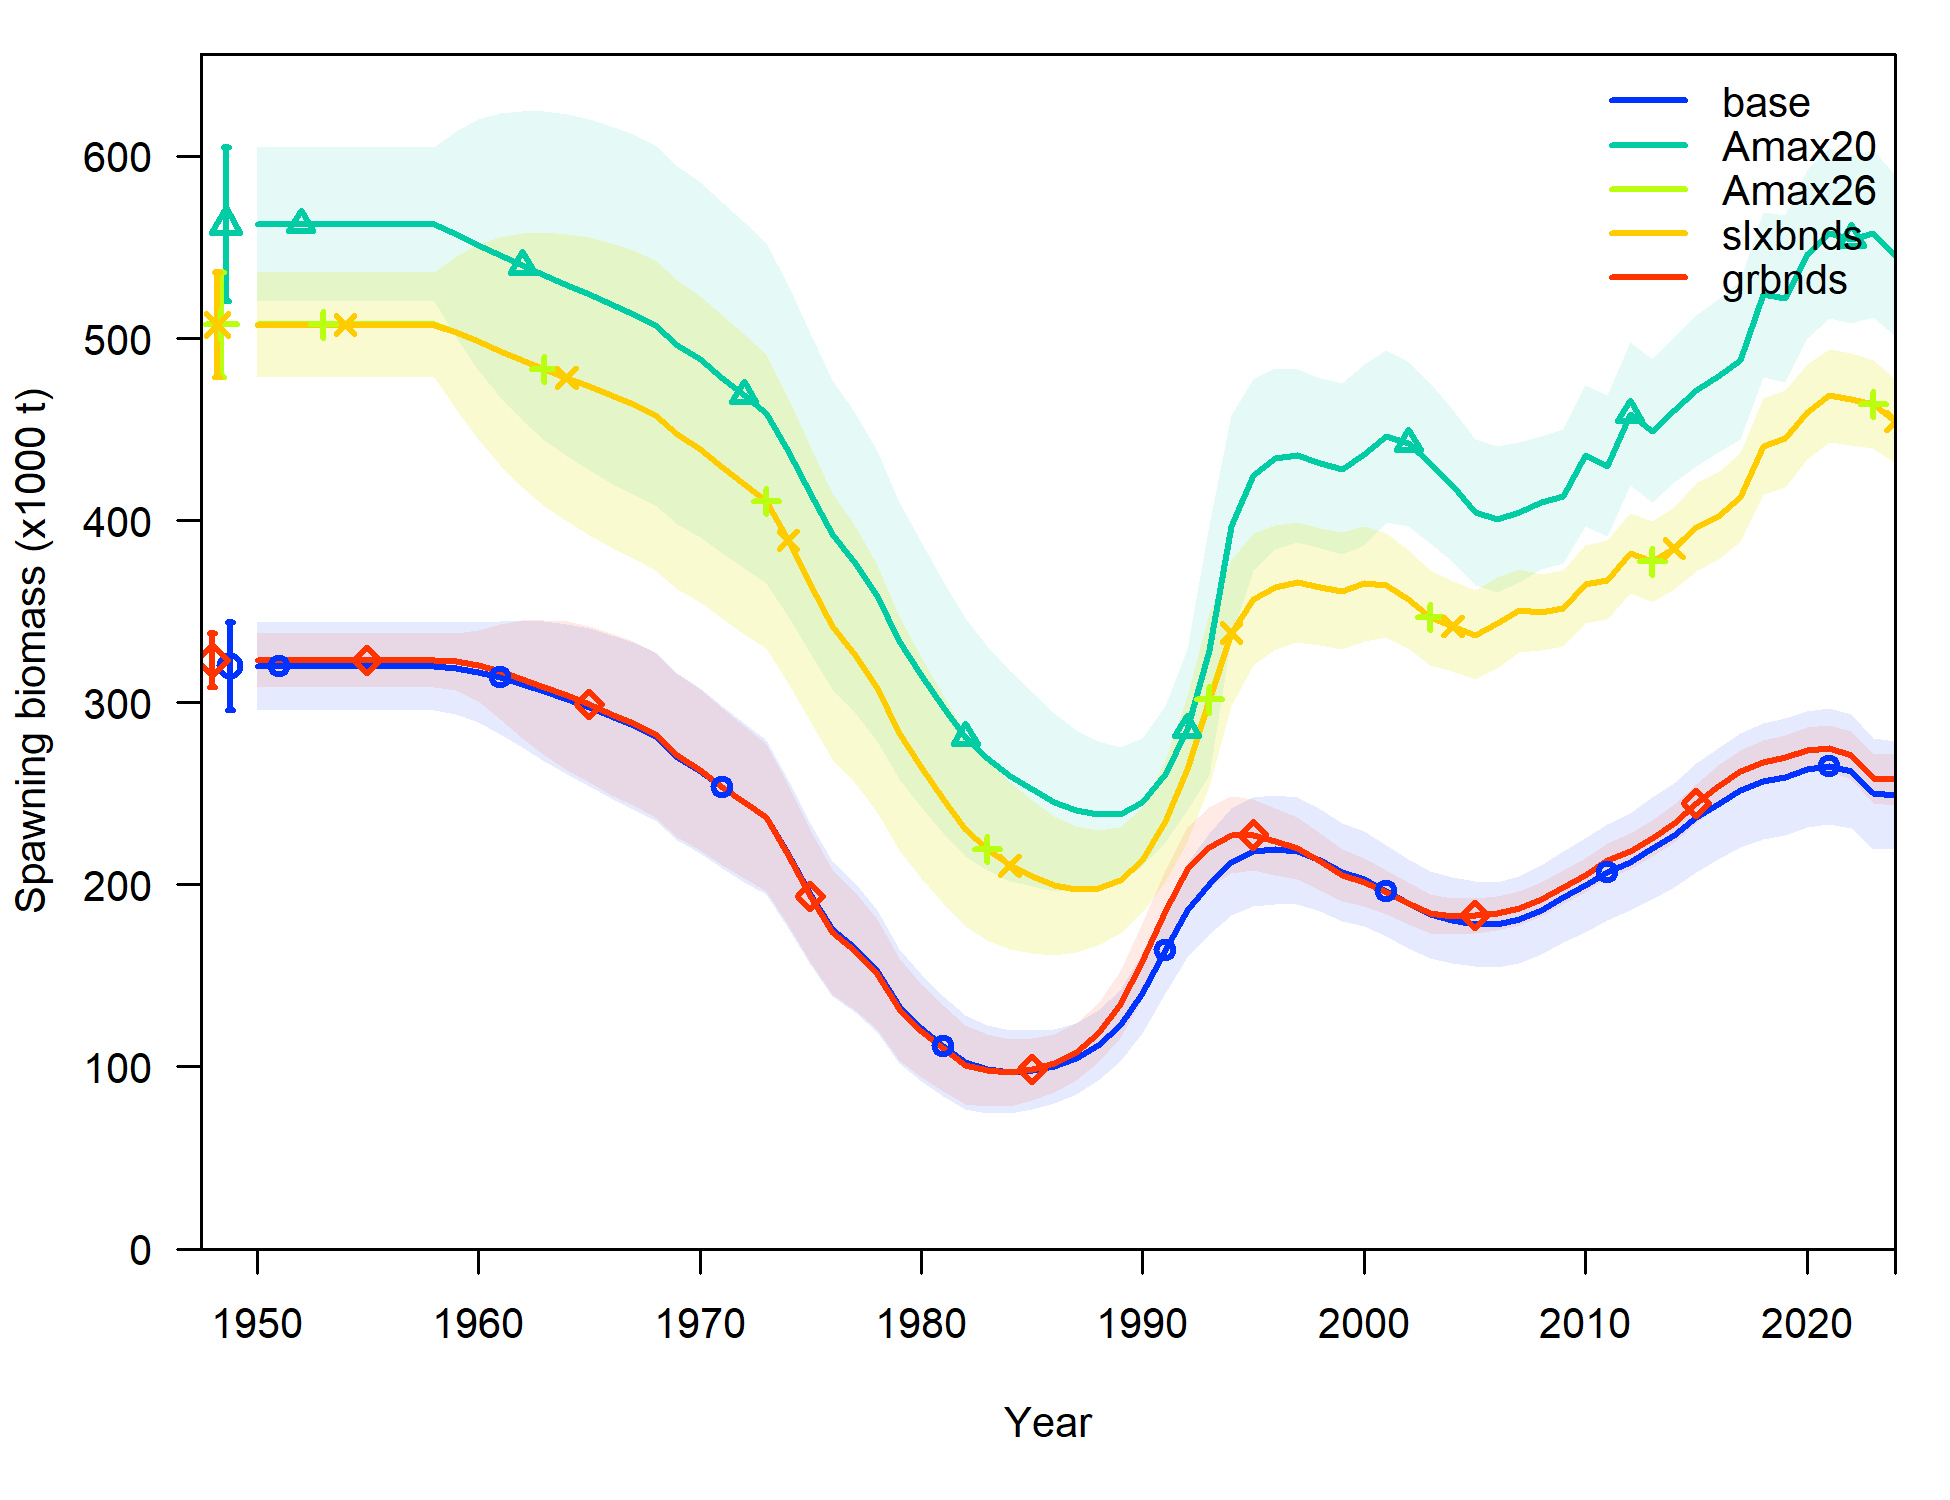 base
Amax20
Amax26
slxbnds
grbnds
600
500
400
300
200
100
0
Spawning biomass (x1000 t)
1950 1960 1970 1980 1990 2000 2010 2020
Year